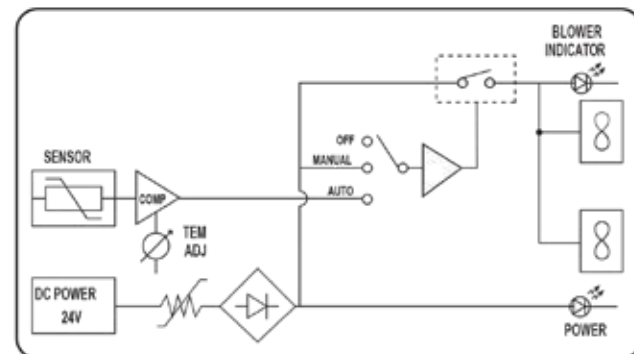 BLOWER
INDICATOR
OFF
MANUAL
AUTO
SENSOR
COMP
TEM
ADJ
DC POWER
24V
POWER